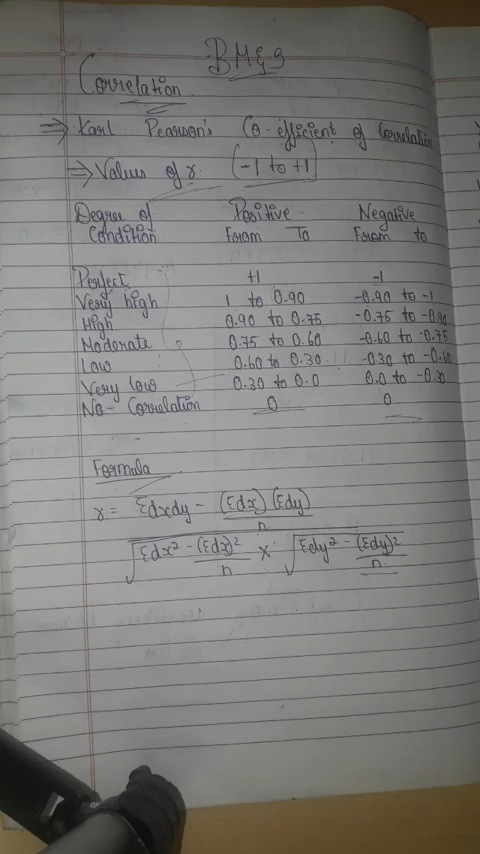 BM&S
Correlation
⇒ Karl Pearson's Co-efficient of Correlation
⇒ Values of r. (-1 to +1)
Degree of Positive Negative
Condition From To From to
Perfect +1 -1
Very high 1 to 0.90 -0.90 to -1
High 0.90 to 0.75 -0.75 to -0.90
Moderate 0.75 to 0.60 -0.60 to -0.75
Low 0.60 to 0.30 -0.30 to -0.60
Very low 0.30 to 0.0 0.0 to -0.30
No- Correlation 0 0
Formula
r = Σdxdy - (Σdx)(Σdy)
n
√Σdx² - (Σdx)² × √Σdy² - (Σdy)²
n n